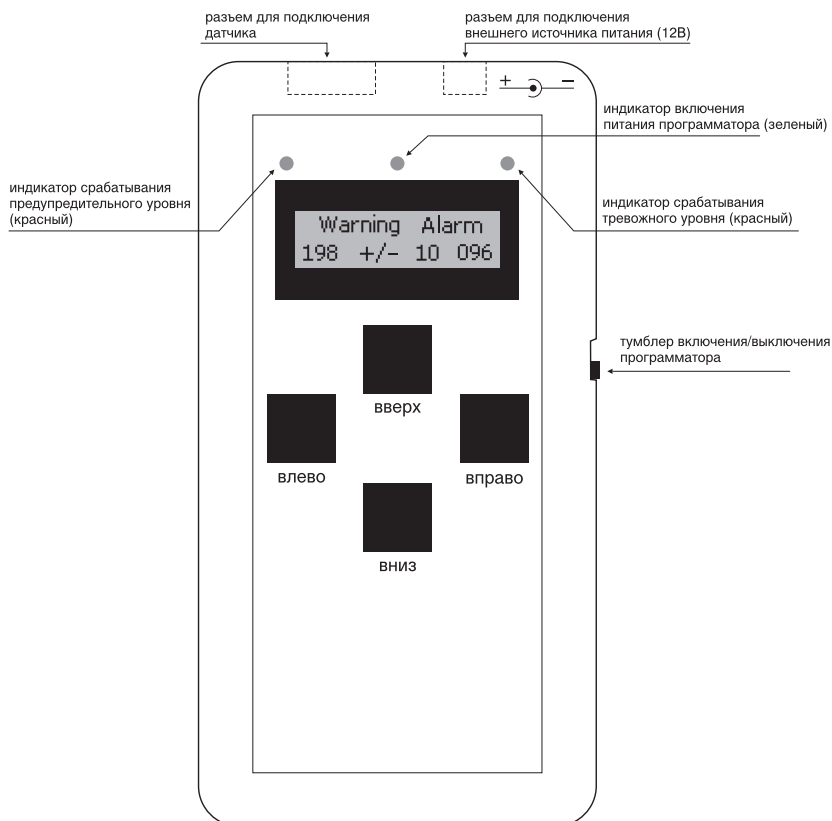 разъем для подключения
датчика
разъем для подключения
внешнего источника питания (12В)
+ −
индикатор включения
питания программатора (зеленый)
индикатор срабатывания
предупредительного уровня
(красный)
индикатор срабатывания
тревожного уровня (красный)
Warning Alarm
198 +/- 10 096
тумблер включения/выключения
программатора
вверх
влево
вправо
вниз